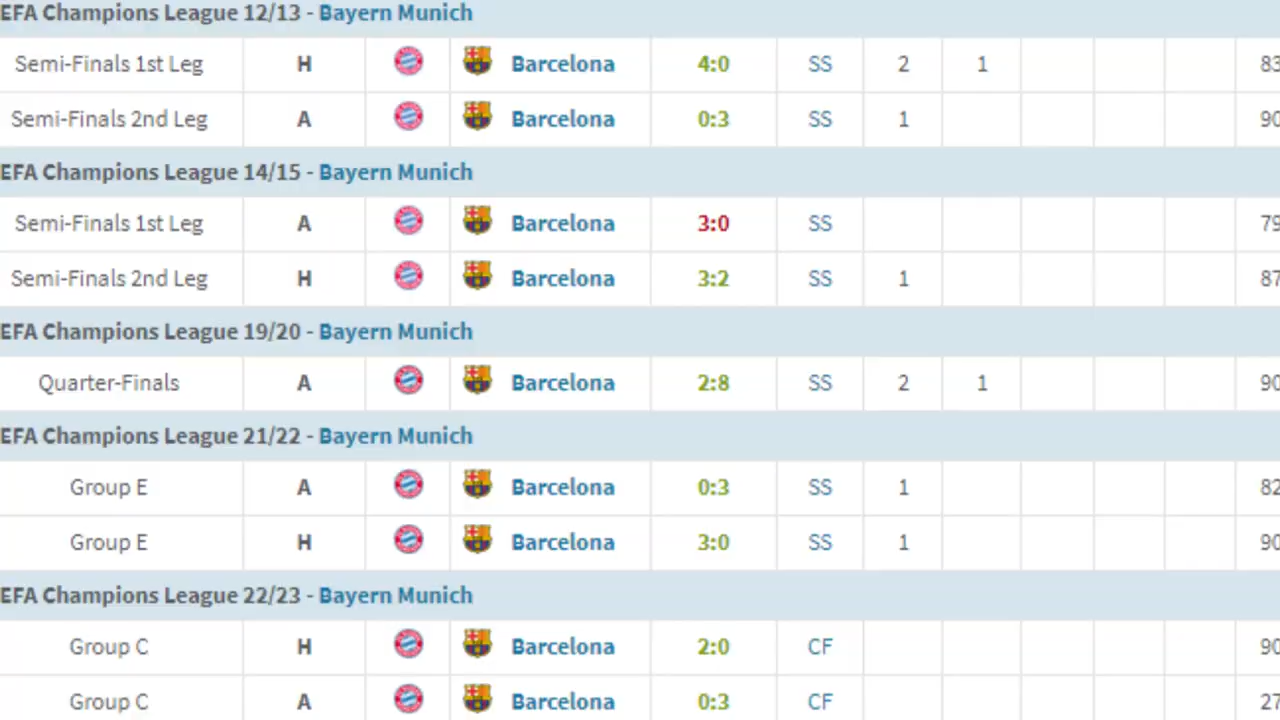 EFA Champions League 12/13 - Bayern Munich
Semi-Finals 1st Leg H Barcelona 4:0 SS 2 1 83
Semi-Finals 2nd Leg A Barcelona 0:3 SS 1 90
EFA Champions League 14/15 - Bayern Munich
Semi-Finals 1st Leg A Barcelona 3:0 SS 79
Semi-Finals 2nd Leg H Barcelona 3:2 SS 1 87
EFA Champions League 19/20 - Bayern Munich
Quarter-Finals A Barcelona 2:8 SS 2 1 90
EFA Champions League 21/22 - Bayern Munich
Group E A Barcelona 0:3 SS 1 82
Group E H Barcelona 3:0 SS 1 90
EFA Champions League 22/23 - Bayern Munich
Group C H Barcelona 2:0 CF 90
Group C A Barcelona 0:3 CF 27